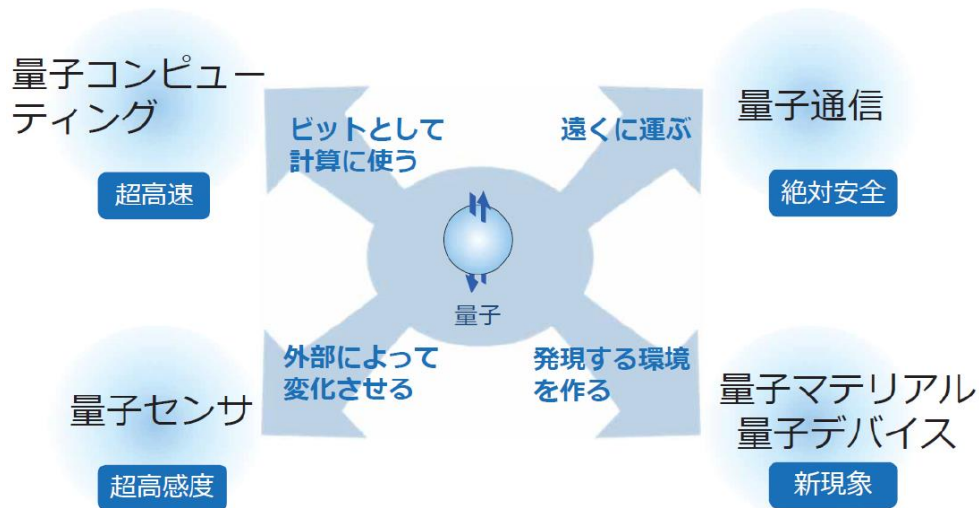 量子コンピュー
ティング
超高速
ビットとして
計算に使う
遠くに運ぶ
量子通信
絶対安全
量子
外部によって
変化させる
発現する環境
を作る
量子センサ
超高感度
量子マテリアル
量子デバイス
新現象